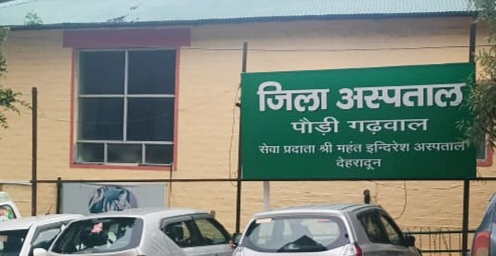 जिला अस्पताल
पौड़ी गढ़वाल
सेवा प्रदाता श्री महंत इन्दिरेश अस्पताल
देहरादून